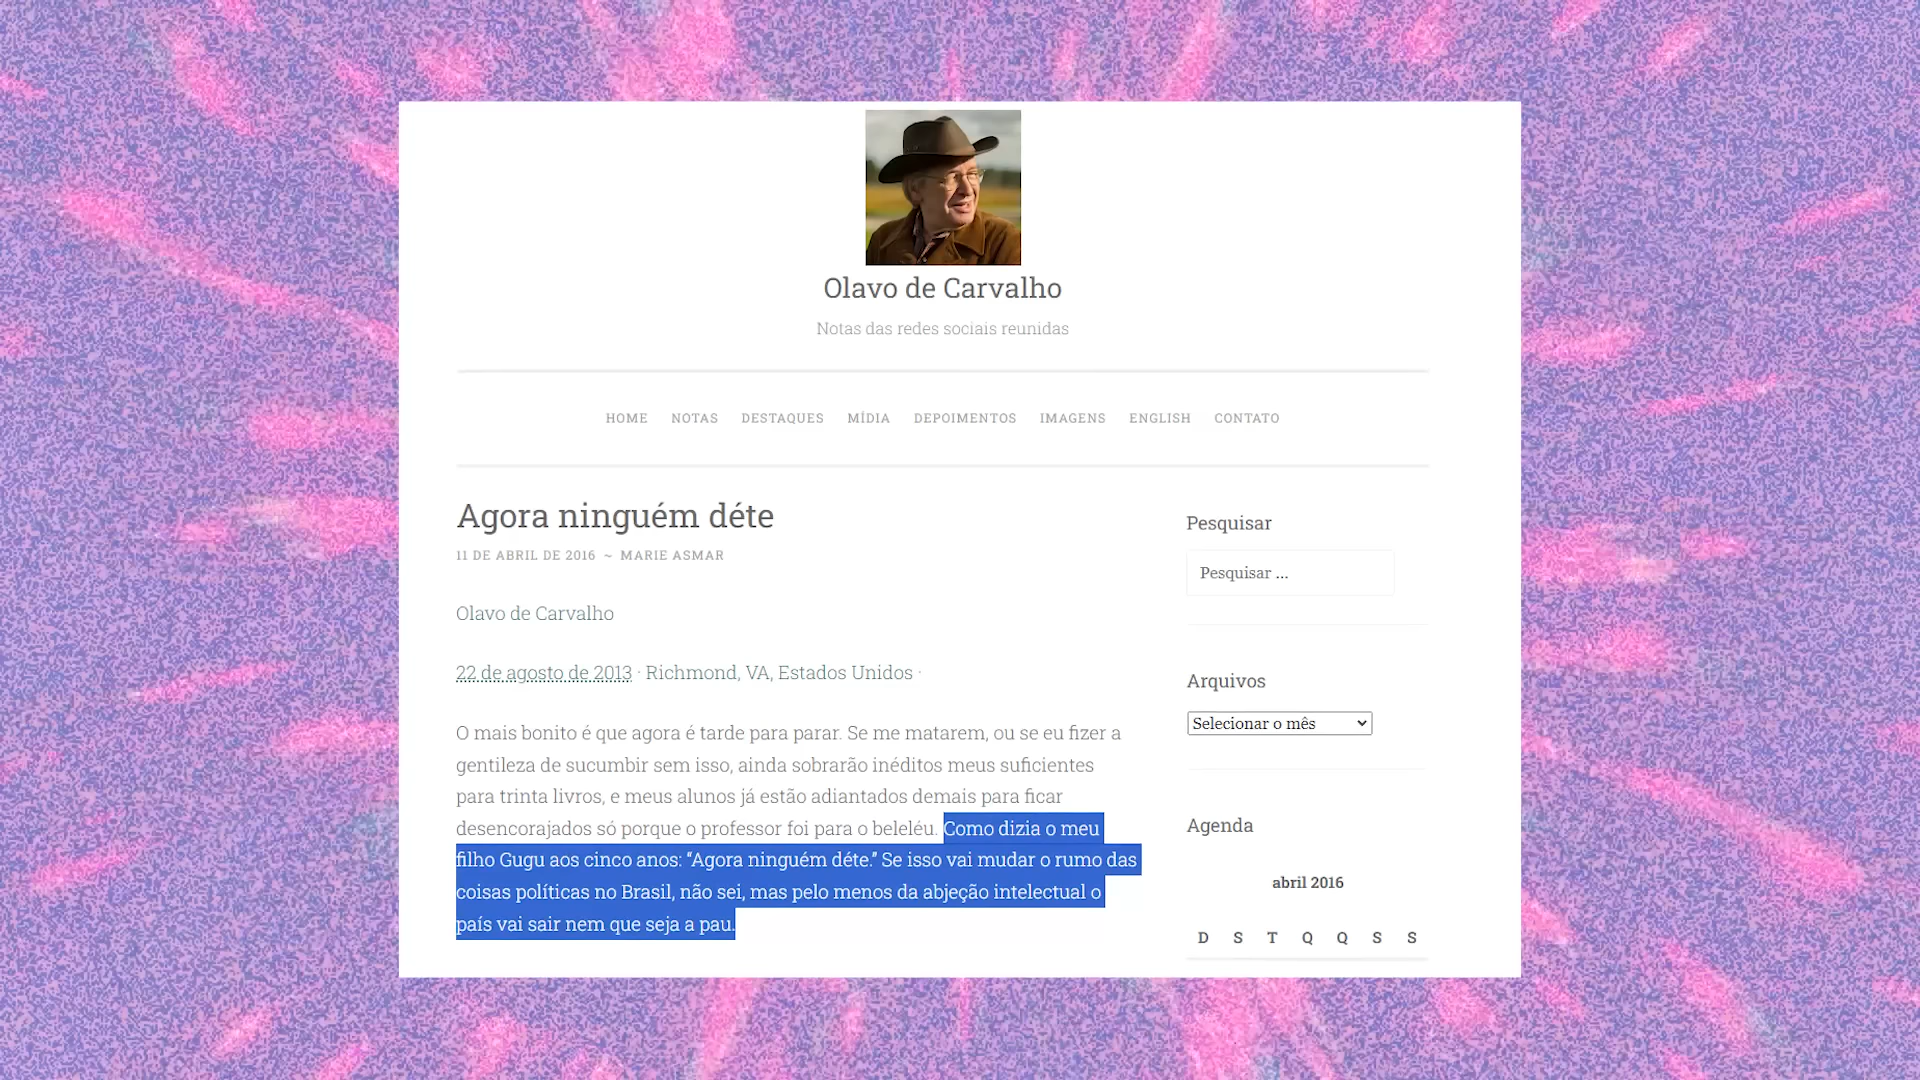 Olavo de Carvalho
Notas das redes sociais reunidas
HOME NOTAS DESTAQUES MÍDIA DEPOIMENTOS IMAGENS ENGLISH CONTATO
Agora ninguém déte
11 DE ABRIL DE 2016 ~ MARIE ASMAR
Olavo de Carvalho
22 de agosto de 2013 · Richmond, VA, Estados Unidos ·
O mais bonito é que agora é tarde para parar. Se me matarem, ou se eu fizer a
gentileza de sucumbir sem isso, ainda sobrarão inéditos meus suficientes
para trinta livros, e meus alunos já estão adiantados demais para ficar
desencorajados só porque o professor foi para o beleléu. Como dizia o meu
filho Gugu aos cinco anos: “Agora ninguém déte.” Se isso vai mudar o rumo das
coisas políticas no Brasil, não sei, mas pelo menos da abjeção intelectual o
país vai sair nem que seja a pau.
Pesquisar
Pesquisar ...
Arquivos
Selecionar o mês
Agenda
abril 2016
D S T Q Q S S